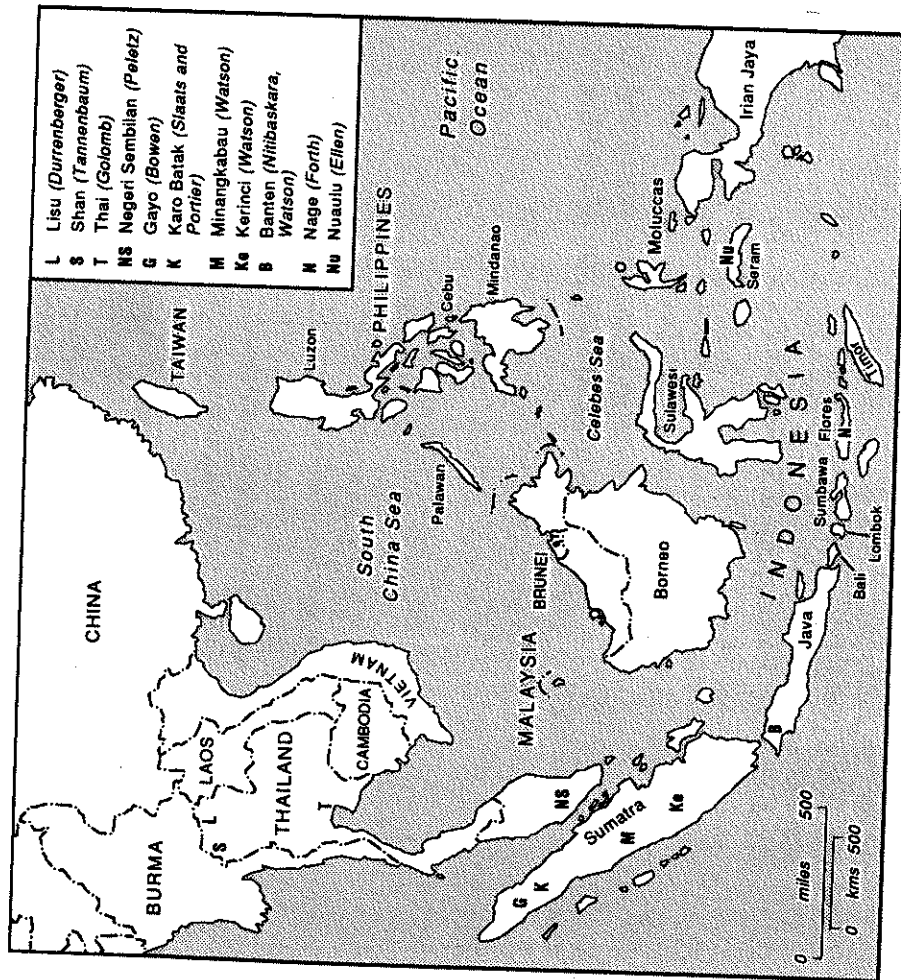 L Lisu (Durrenberger)
S Shan (Tannenbaum)
T Thai (Golomb)
NS Negeri Sembilan (Peletz)
G Gayo (Bowen)
K Karo Batak (Slaats and
Portier)
M Minangkabau (Watson)
Ke Kerinci (Watson)
B Banten (Nitibaskara,
Watson)
N Nage (Forth)
Nu Nuaulu (Ellen)
CHINA
TAIWAN
BURMA
LAOS
L
S
THAILAND
T
VIETNAM
CAMBODIA
South
China Sea
Luzon
PHILIPPINES
Cebu
Mindanao
Palawan
Pacific
Ocean
MALAYSIA
BRUNEI
Borneo
Celebes Sea
Sulawesi
Moluccas
Nu
Seram
Irian Jaya
NS
G
K
Sumatra
M
Ke
B
Java
Bali
Lombok
Sumbawa
Flores
N
Timor
INDONESIA
0 miles 500
0 kms 500